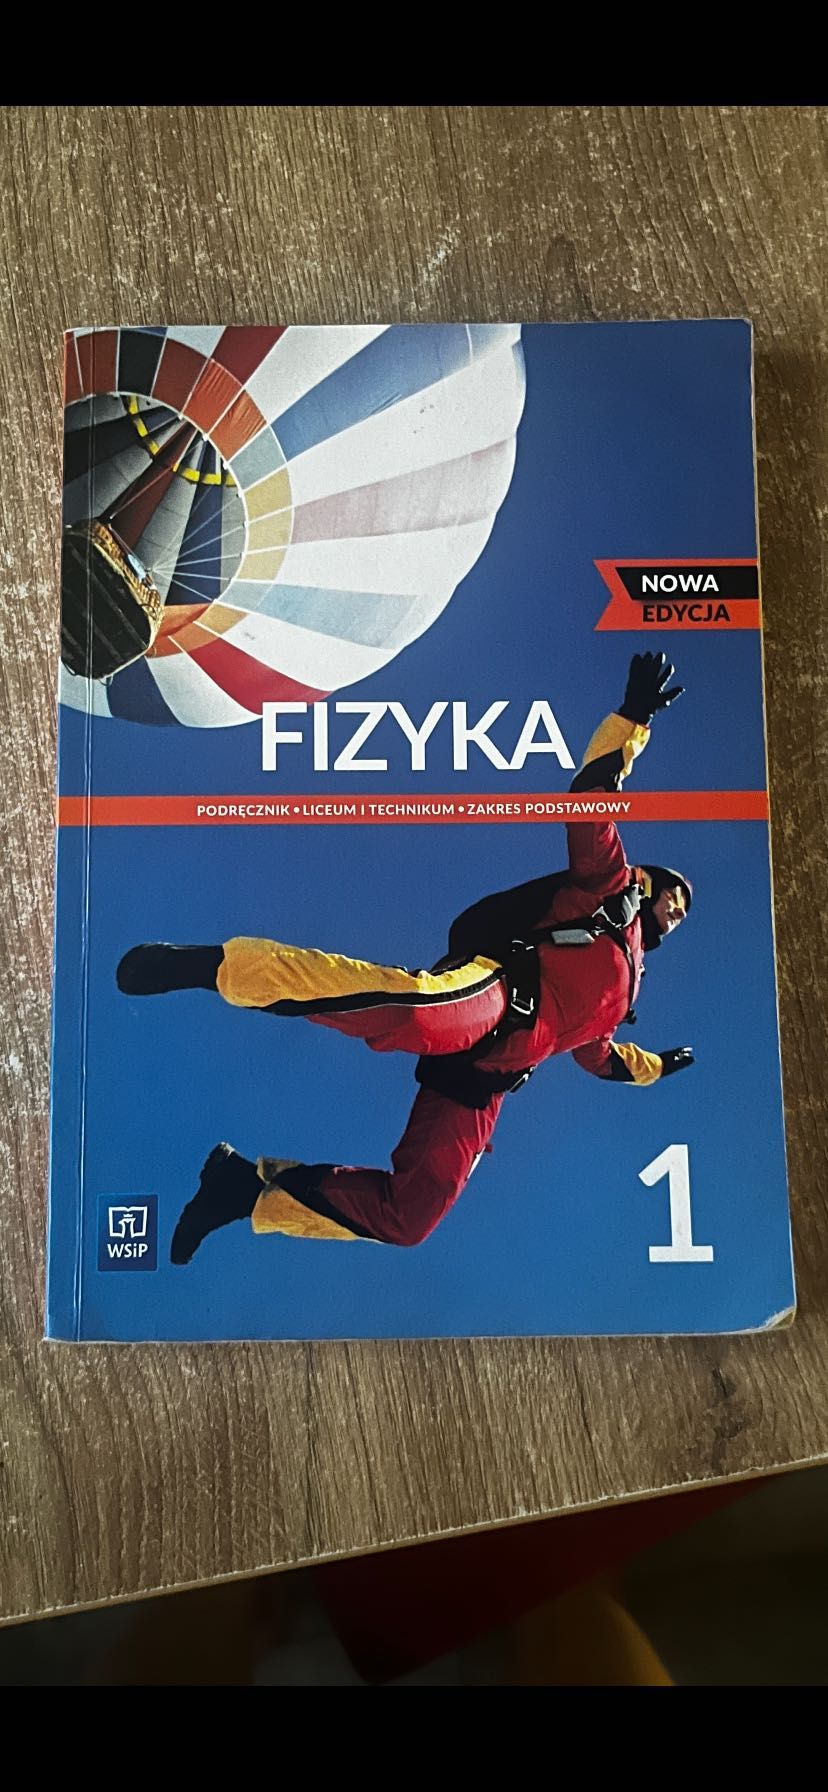 NOWA
EDYCJA
FIZYKA
PODRĘCZNIK • LICEUM I TECHNIKUM • ZAKRES PODSTAWOWY
1
WSiP